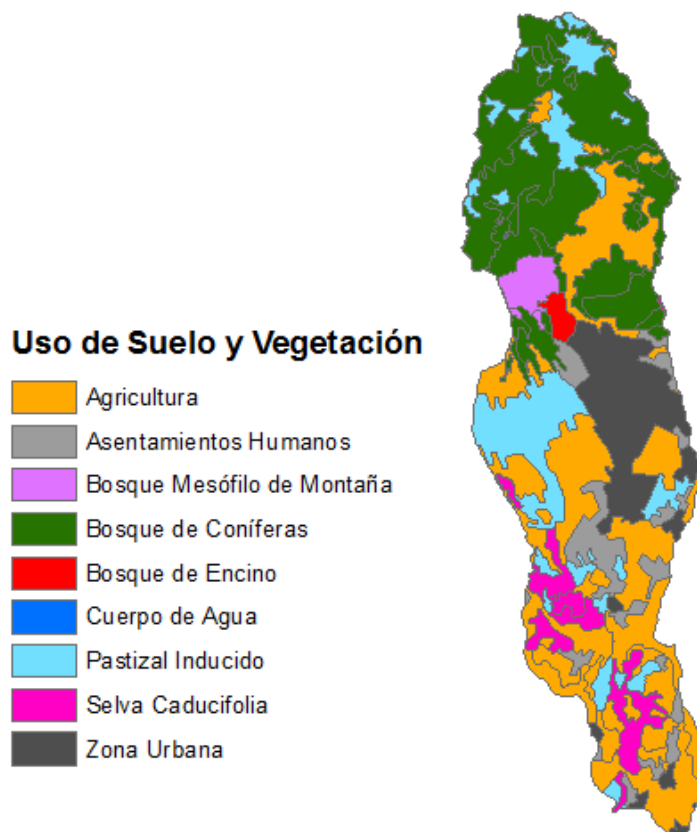 Uso de Suelo y Vegetación
Agricultura
Asentamientos Humanos
Bosque Mesófilo de Montaña
Bosque de Coníferas
Bosque de Encino
Cuerpo de Agua
Pastizal Inducido
Selva Caducifolia
Zona Urbana